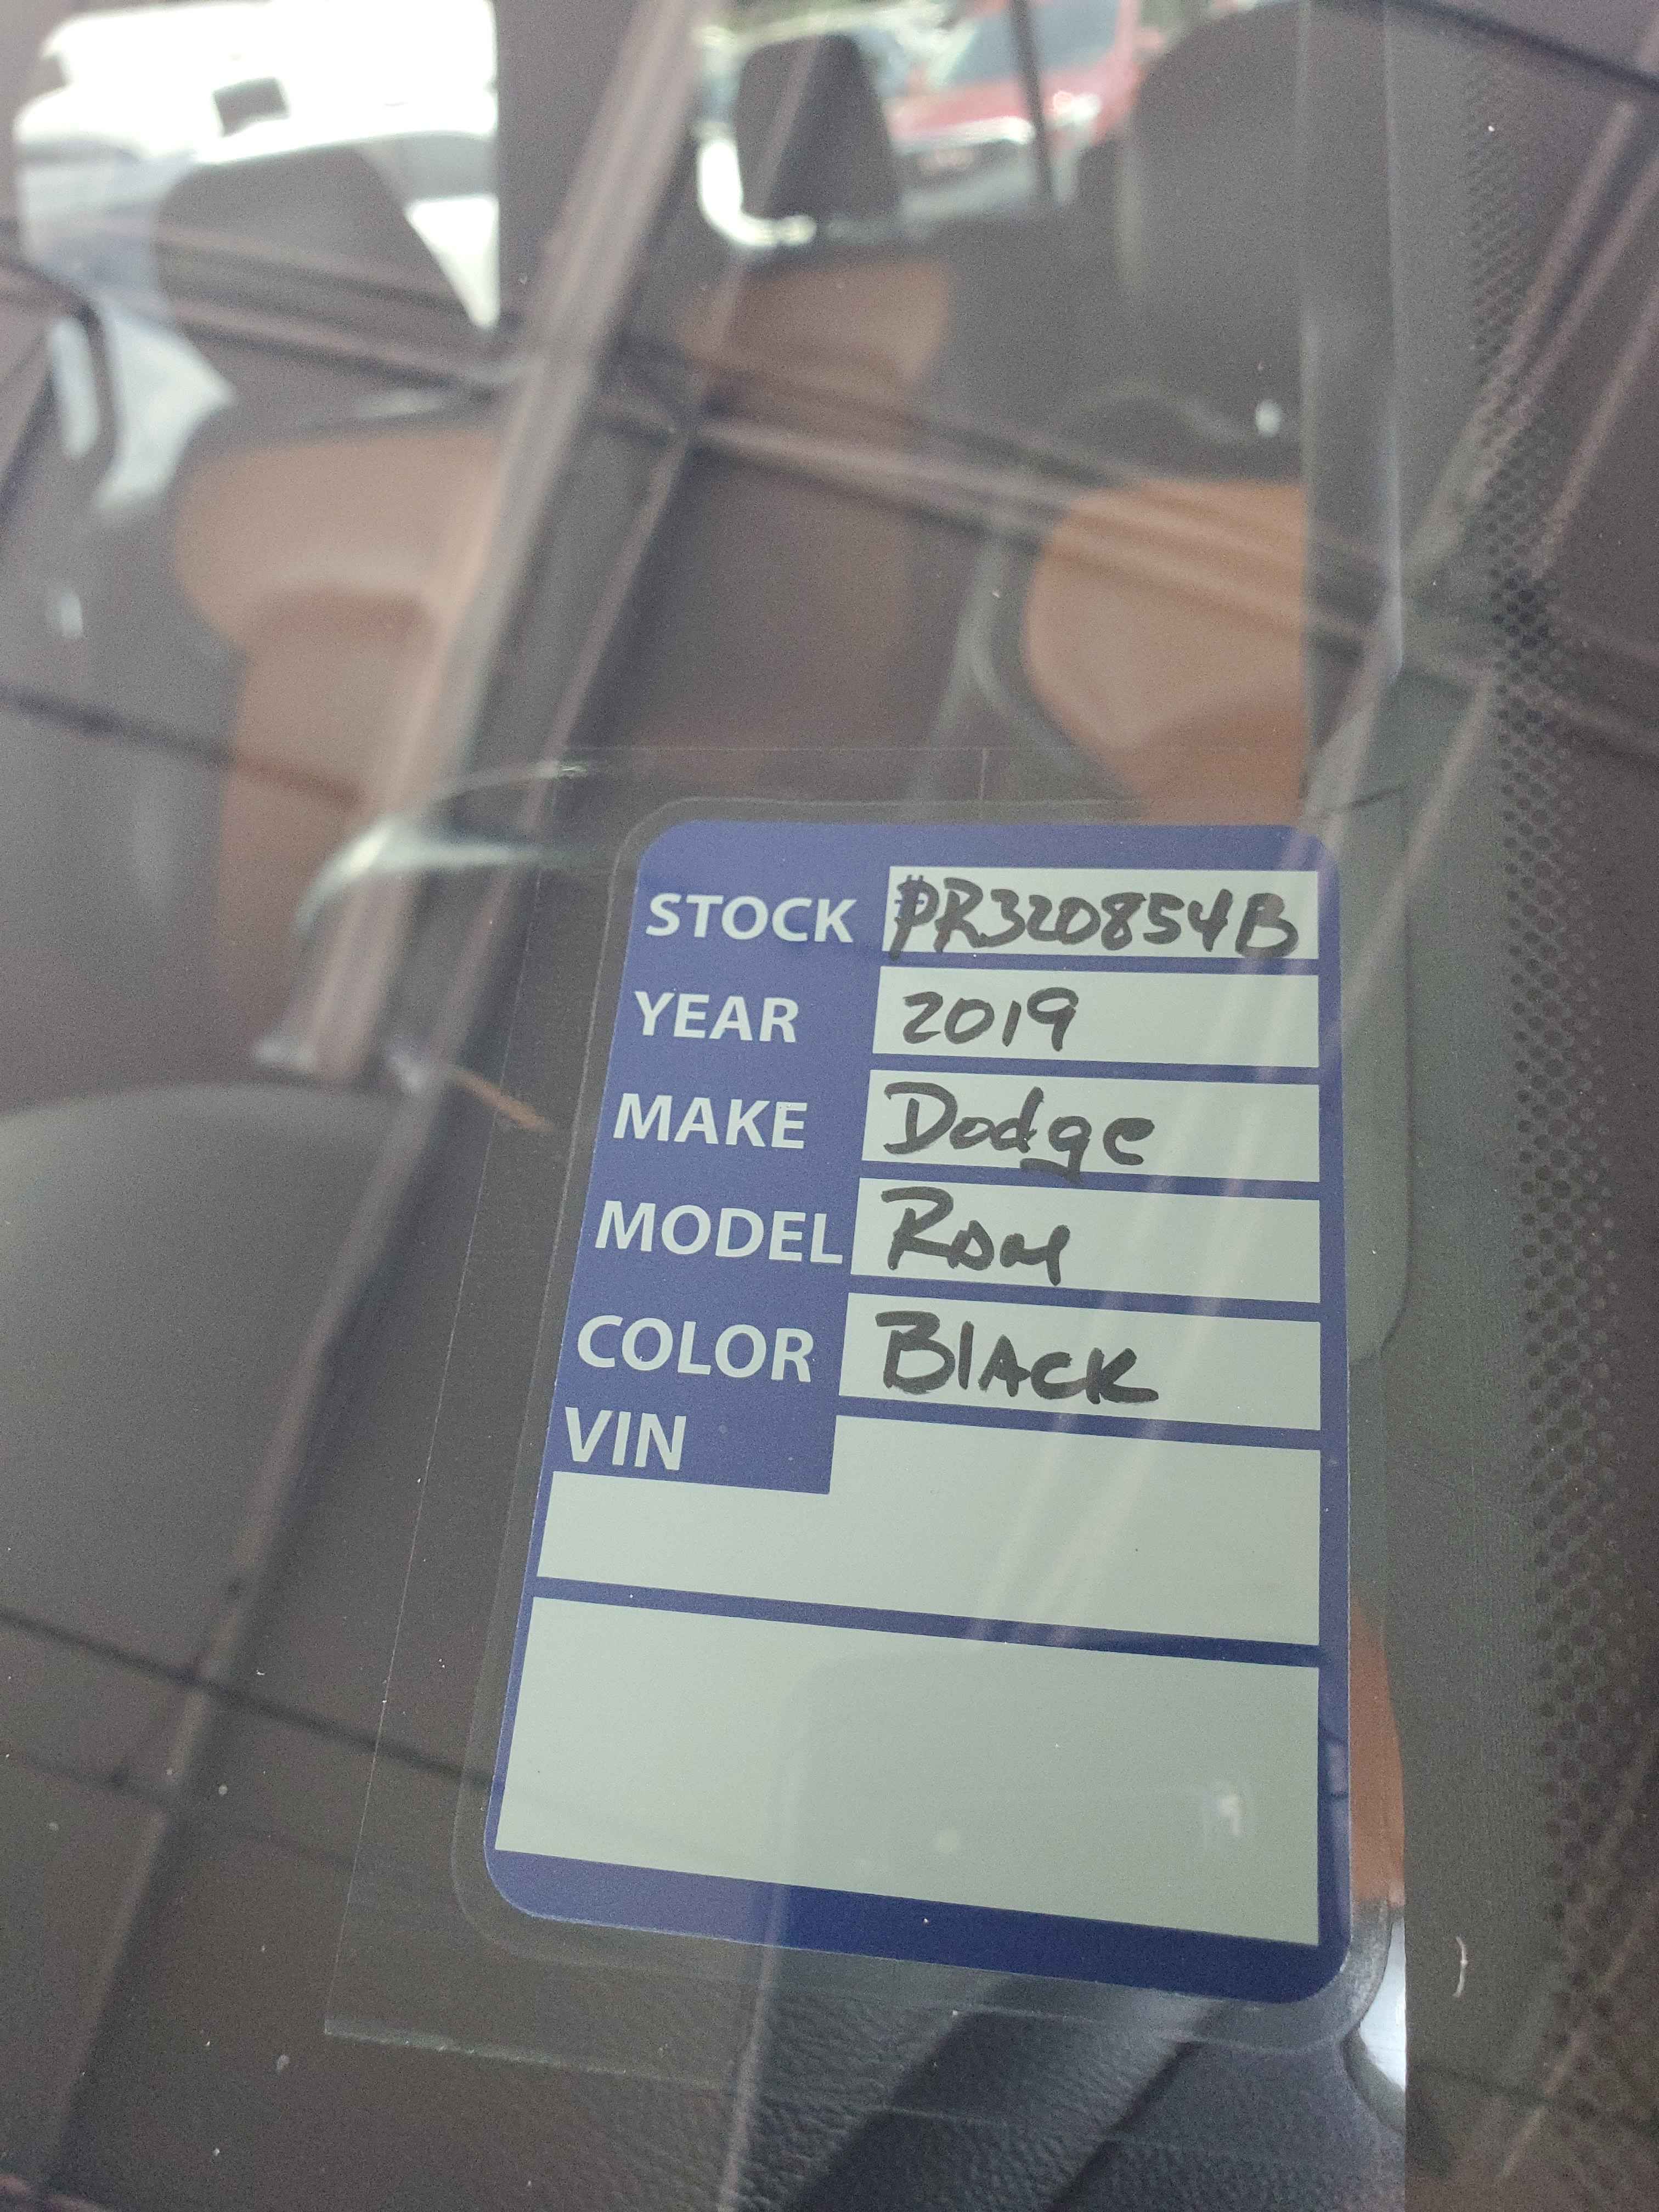 STOCK PR320854B
YEAR 2019
MAKE Dodge
MODEL RAM
COLOR BLACK
VIN